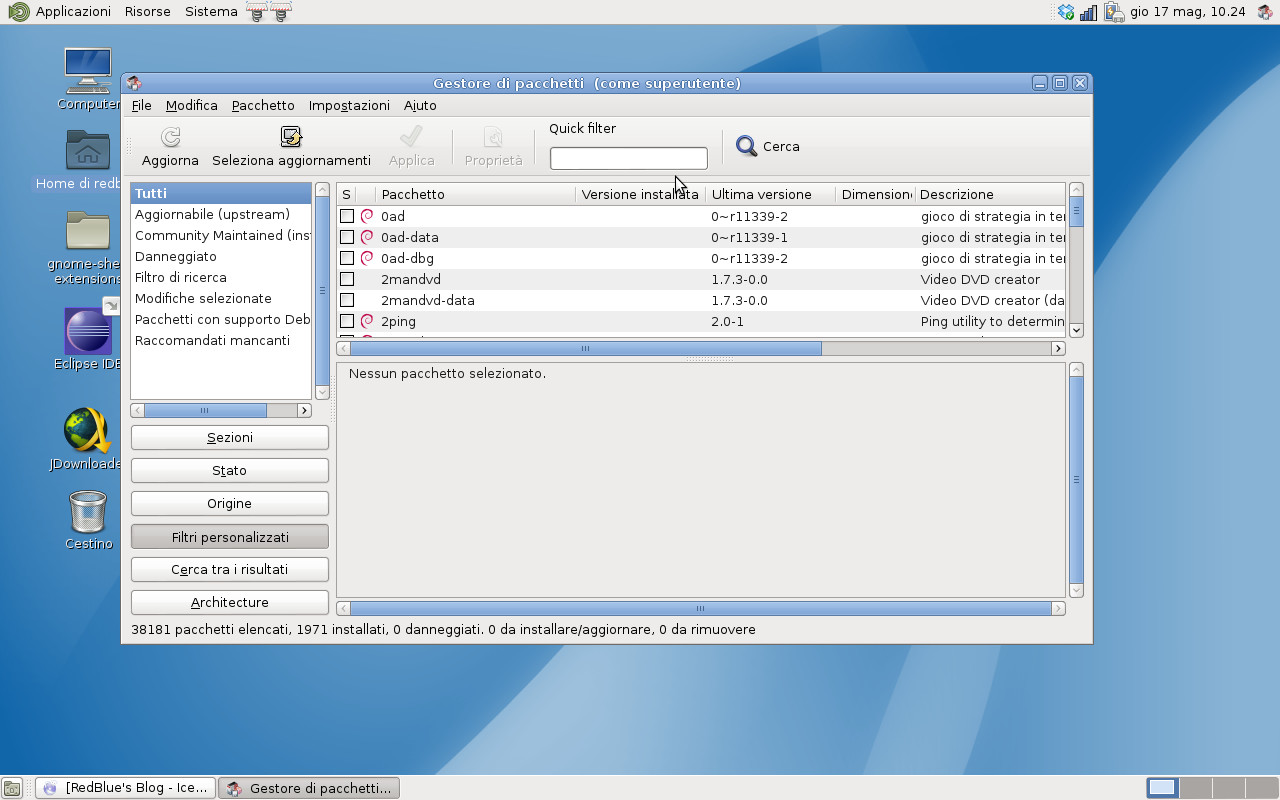 Applicazioni Risorse Sistema gio 17 mag, 10.24
Computer
Home di redb
gnome-she
extensions
Eclipse IDE
JDownloade
Cestino
Gestore di pacchetti (come superutente)
File Modifica Pacchetto Impostazioni Aiuto
Aggiorna Seleziona aggiornamenti Applica Proprietà Quick filter Cerca
Tutti
Aggiornabile (upstream)
Community Maintained (inst
Danneggiato
Filtro di ricerca
Modifiche selezionate
Pacchetti con supporto Deb
Raccomandati mancanti
Sezioni
Stato
Origine
Filtri personalizzati
Cerca tra i risultati
Architecture
S Pacchetto Versione installata Ultima versione Dimension Descrizione
0ad 0~r11339-2 gioco di strategia in ter
0ad-data 0~r11339-1 gioco di strategia in ter
0ad-dbg 0~r11339-2 gioco di strategia in ter
2mandvd 1.7.3-0.0 Video DVD creator
2mandvd-data 1.7.3-0.0 Video DVD creator (da
2ping 2.0-1 Ping utility to determin
Nessun pacchetto selezionato.
38181 pacchetti elencati, 1971 installati, 0 danneggiati. 0 da installare/aggiornare, 0 da rimuovere
[RedBlue's Blog - Ice... Gestore di pacchetti...